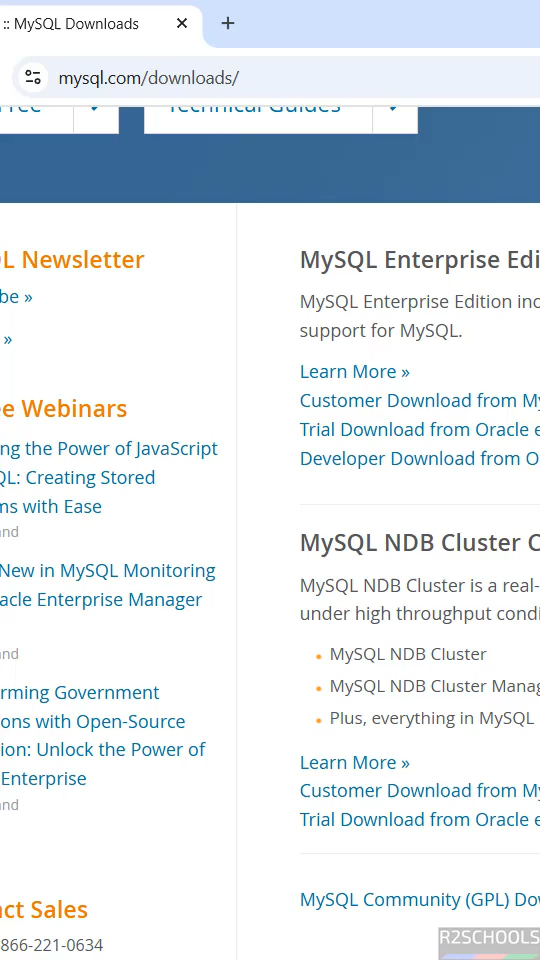 :: MySQL Downloads
mysql.com/downloads/
Technical Guides
L Newsletter
be »
»
e Webinars
ng the Power of JavaScript
QL: Creating Stored
ms with Ease
and
New in MySQL Monitoring
acle Enterprise Manager
and
rming Government
ons with Open-Source
ion: Unlock the Power of
Enterprise
and
ct Sales
866-221-0634
MySQL Enterprise Edi
MySQL Enterprise Edition inc
support for MySQL.
Learn More »
Customer Download from My
Trial Download from Oracle e
Developer Download from O
MySQL NDB Cluster C
MySQL NDB Cluster is a real-
under high throughput condi
• MySQL NDB Cluster
• MySQL NDB Cluster Manag
• Plus, everything in MySQL
Learn More »
Customer Download from My
Trial Download from Oracle e
MySQL Community (GPL) Dow
R2SCHOOLS